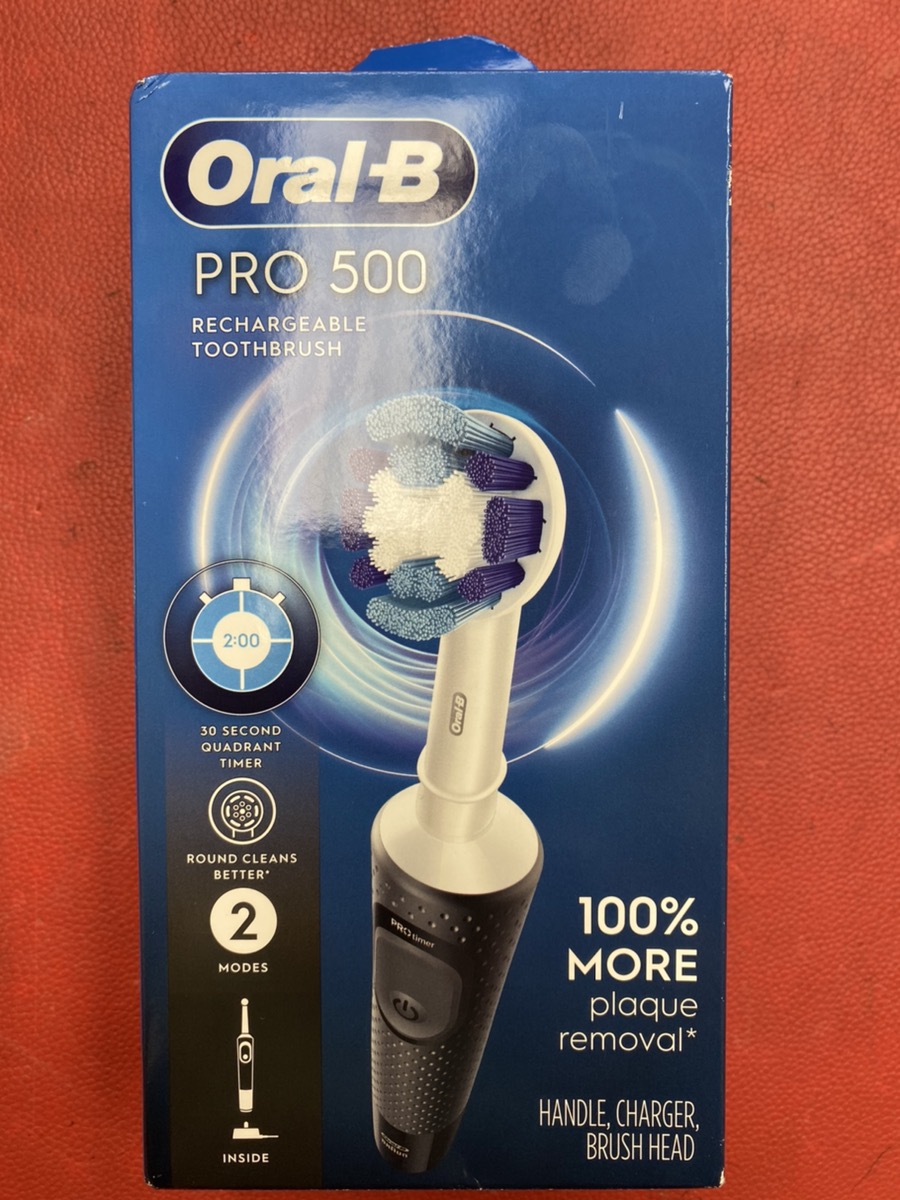 Oral-B
PRO 500
RECHARGEABLE
TOOTHBRUSH
2:00
30 SECOND
QUADRANT
TIMER
Oral-B
ROUND CLEANS
BETTER*
2
MODES
PRO timer
100%
MORE
plaque
removal*
HANDLE, CHARGER,
BRUSH HEAD
INSIDE